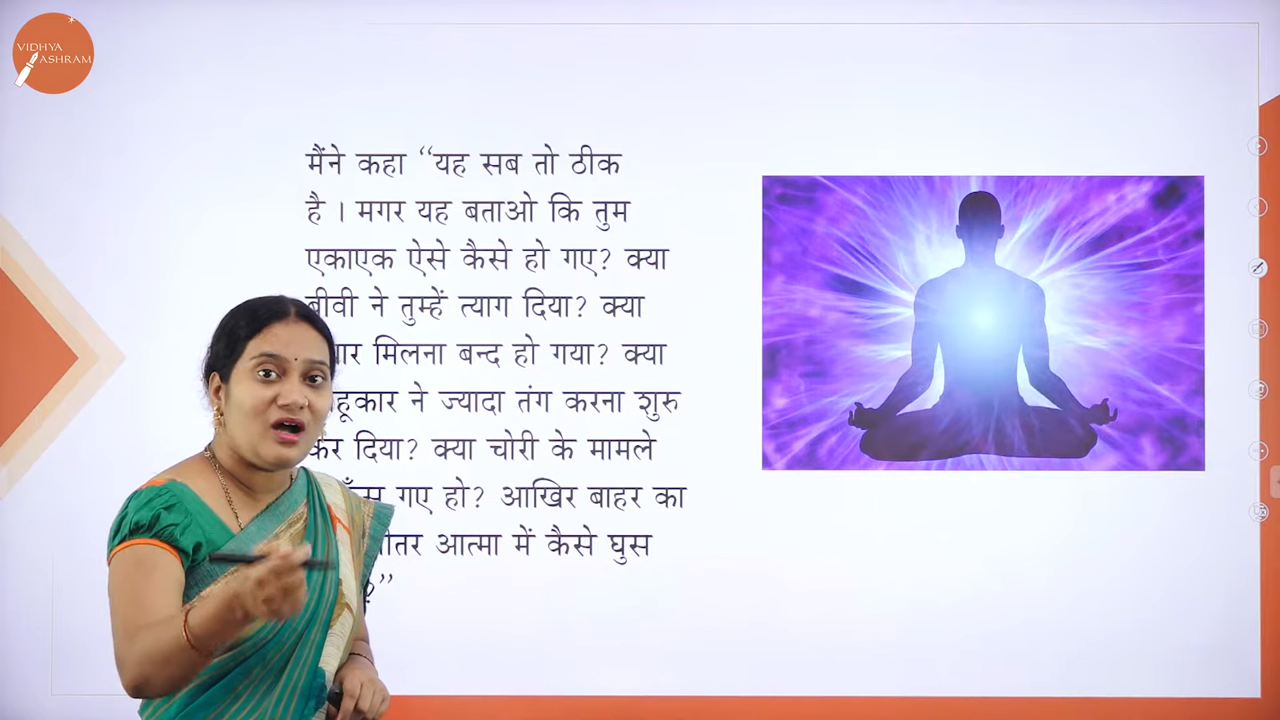 VIDHYA
ASHRAM
मैंने कहा “यह सब तो ठीक
है । मगर यह बताओ कि तुम
एकाएक ऐसे कैसे हो गए? क्या
बीवी ने तुम्हें त्याग दिया? क्या
मिलना बन्द हो गया? क्या
ने ज्यादा तंग करना शुरु
कर दिया? क्या चोरी के मामले
गए हो? आखिर बाहर का
आत्मा में कैसे घुस